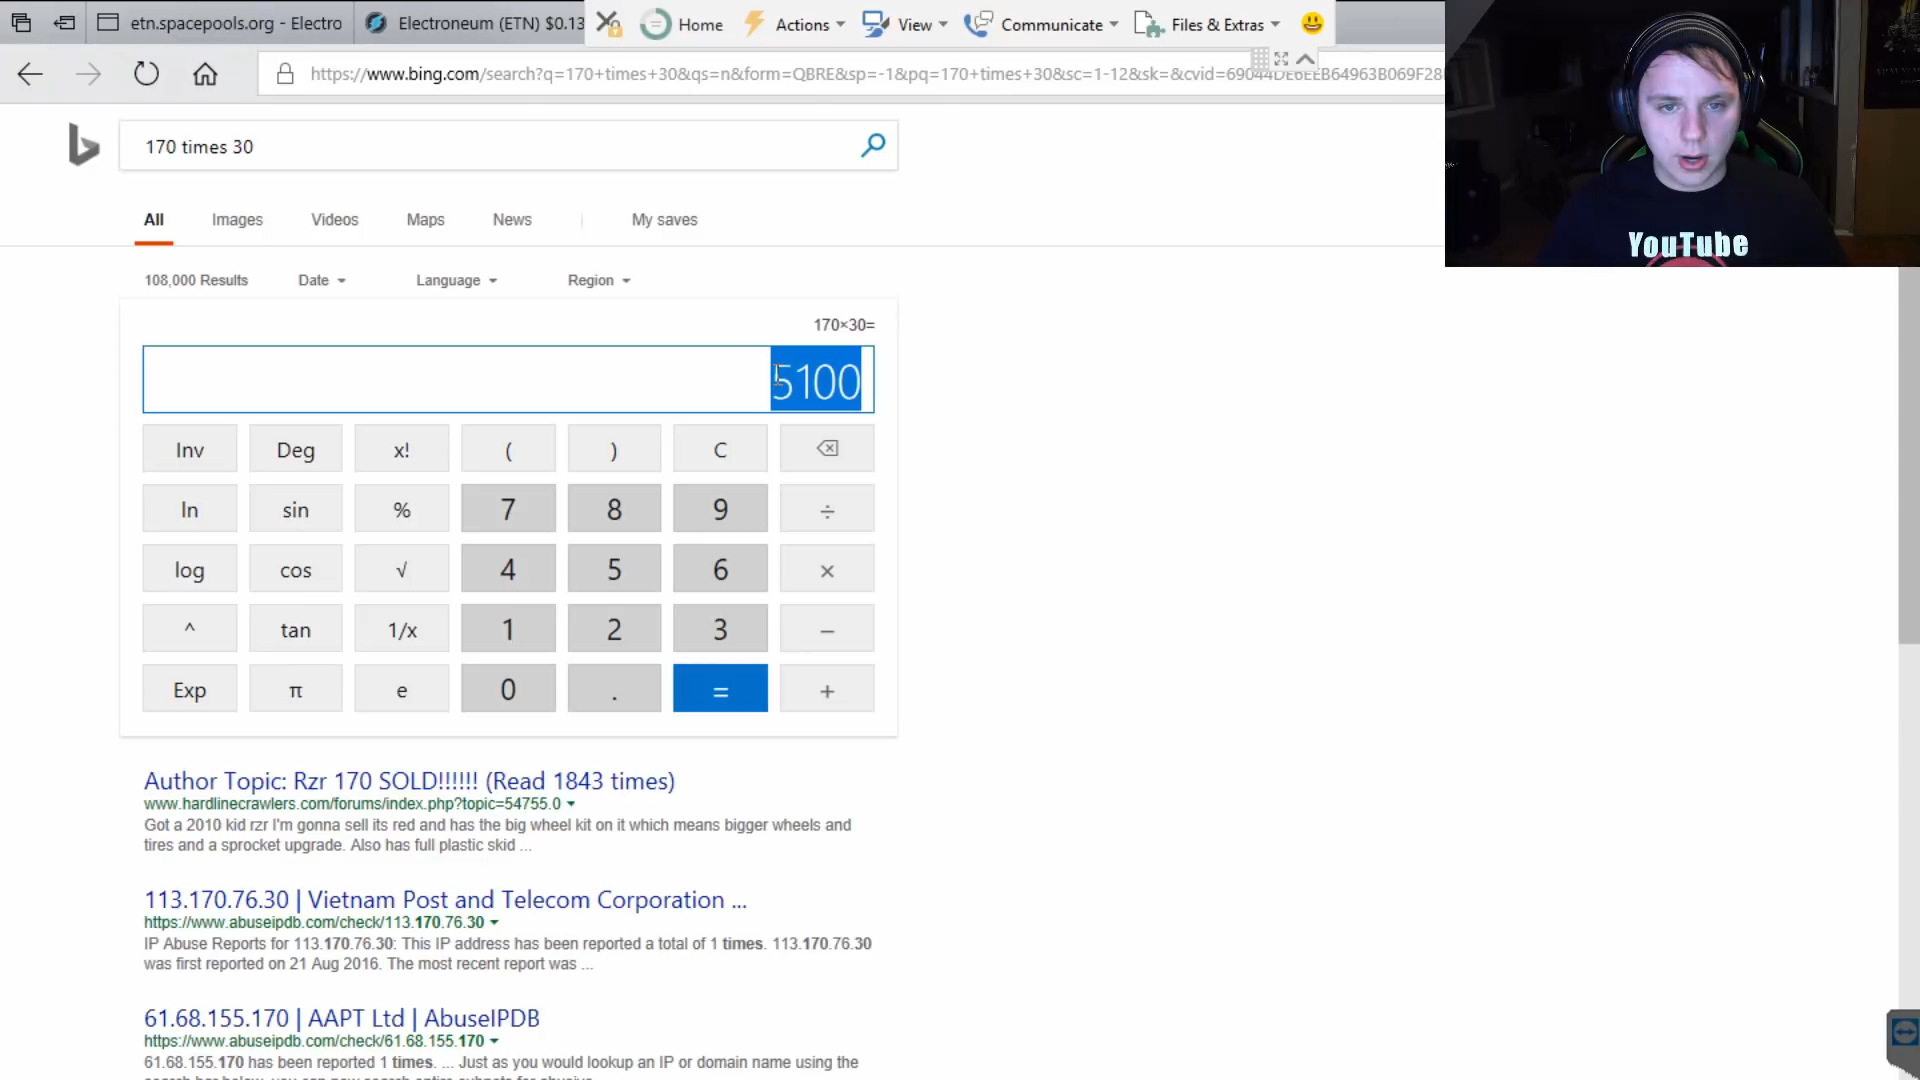 etn.spacepools.org - Electro
Electroneum (ETN) $0.13
Home
Actions
View
Communicate
Files & Extras
https://www.bing.com/search?q=170+times+30&qs=n&form=QBRE&sp=-1&pq=170+times+30&sc=1-12&sk=&cvid=69044DE6EEB64963B069F28
170 times 30
All Images Videos Maps News My saves
108,000 Results Date Language Region
170×30=
5100
Inv Deg x! ( ) C
ln sin % 7 8 9 ÷
log cos √ 4 5 6 ×
^ tan 1/x 1 2 3 −
Exp π e 0 . = +
Author Topic: Rzr 170 SOLD!!!!!! (Read 1843 times)
www.hardlinecrawlers.com/forums/index.php?topic=54755.0
Got a 2010 kid rzr I'm gonna sell its red and has the big wheel kit on it which means bigger wheels and
tires and a sprocket upgrade. Also has full plastic skid ...
113.170.76.30 | Vietnam Post and Telecom Corporation ...
https://www.abuseipdb.com/check/113.170.76.30
IP Abuse Reports for 113.170.76.30: This IP address has been reported a total of 1 times. 113.170.76.30
was first reported on 21 Aug 2016. The most recent report was ...
61.68.155.170 | AAPT Ltd | AbuseIPDB
https://www.abuseipdb.com/check/61.68.155.170
61.68.155.170 has been reported 1 times. ... Just as you would lookup an IP or domain name using the
YouTube